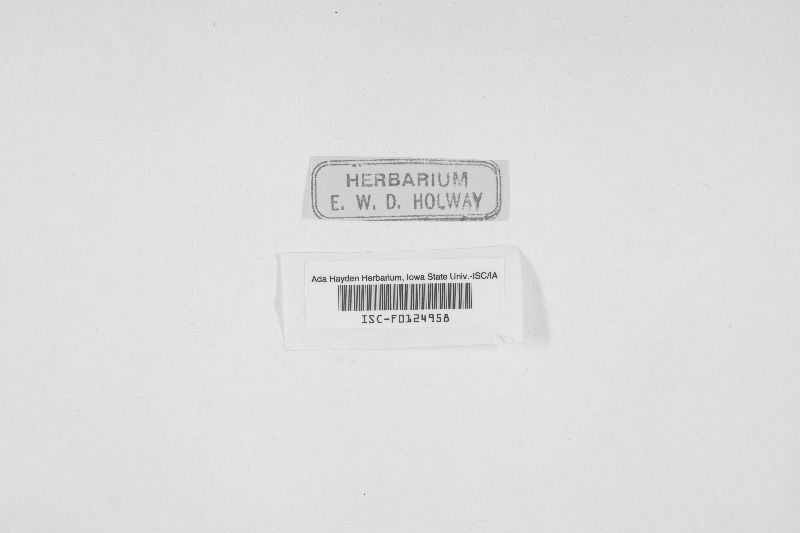 HERBARIUM
E. W. D. HOLWAY
Ada Hayden Herbarium, Iowa State Univ.-ISC/IA
ISC-F0124958